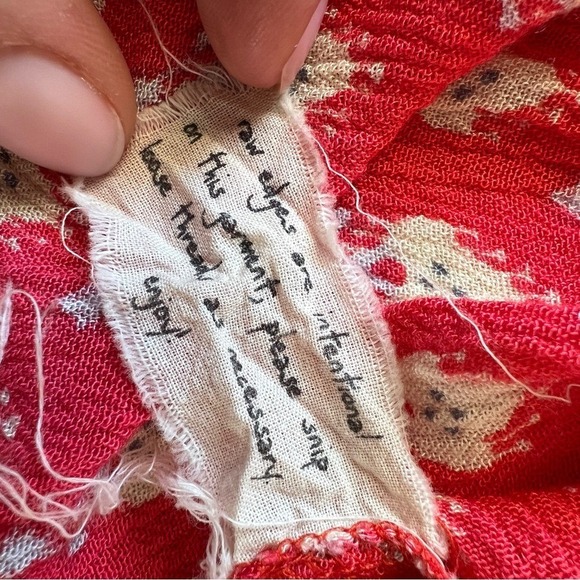 raw edges are intentional
on this garment, please snip
loose threads as necessary
enjoy!